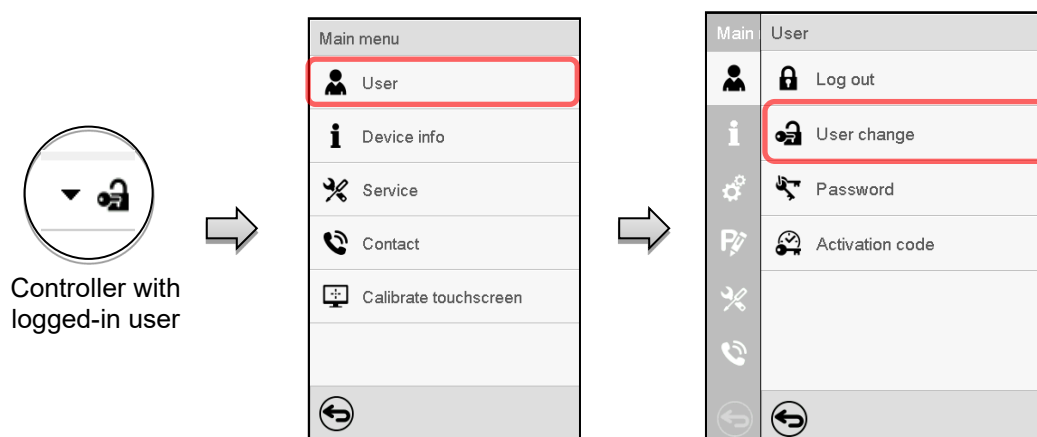 Controller with
logged-in user
Main menu
User
Device info
Service
Contact
Calibrate touchscreen
Main
User
Log out
User change
Password
Activation code